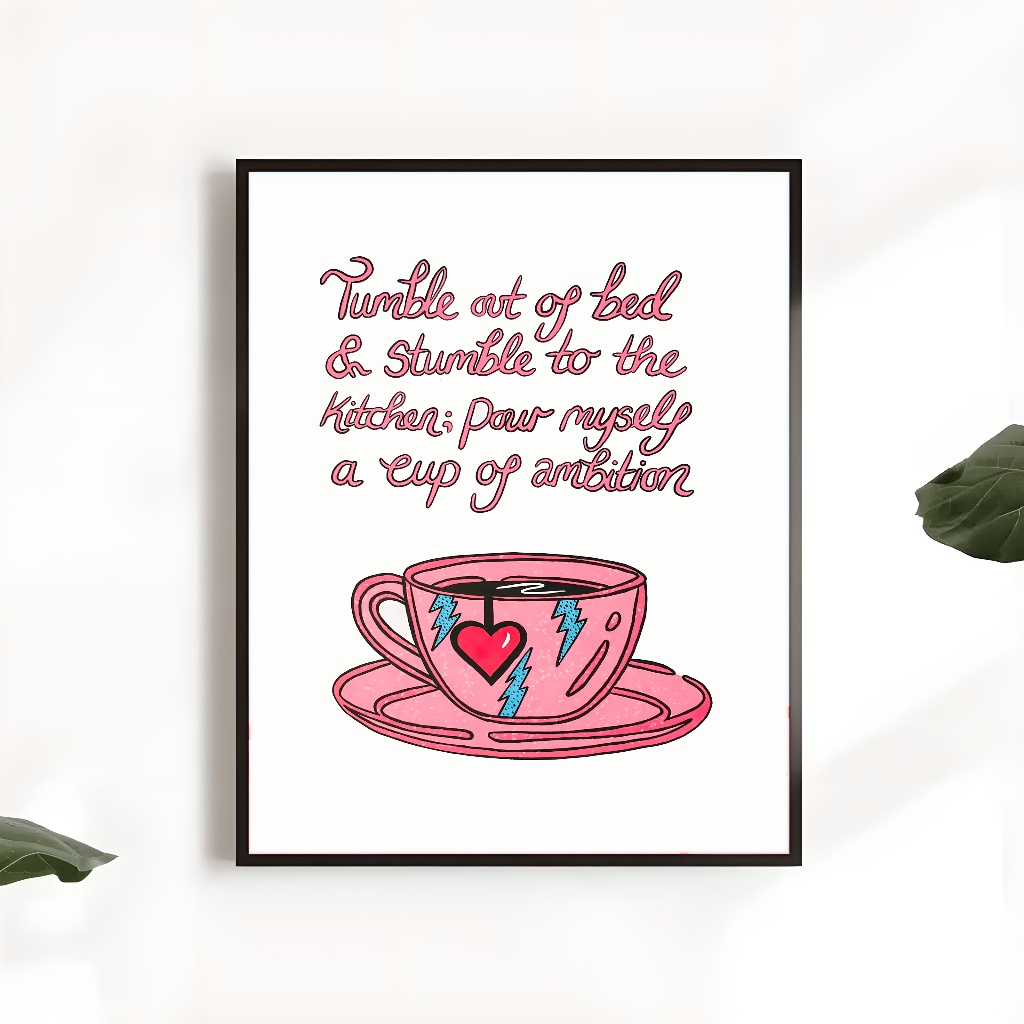 Tumble out of bed
& Stumble to the
Kitchen; Pour myself
a Cup of ambition